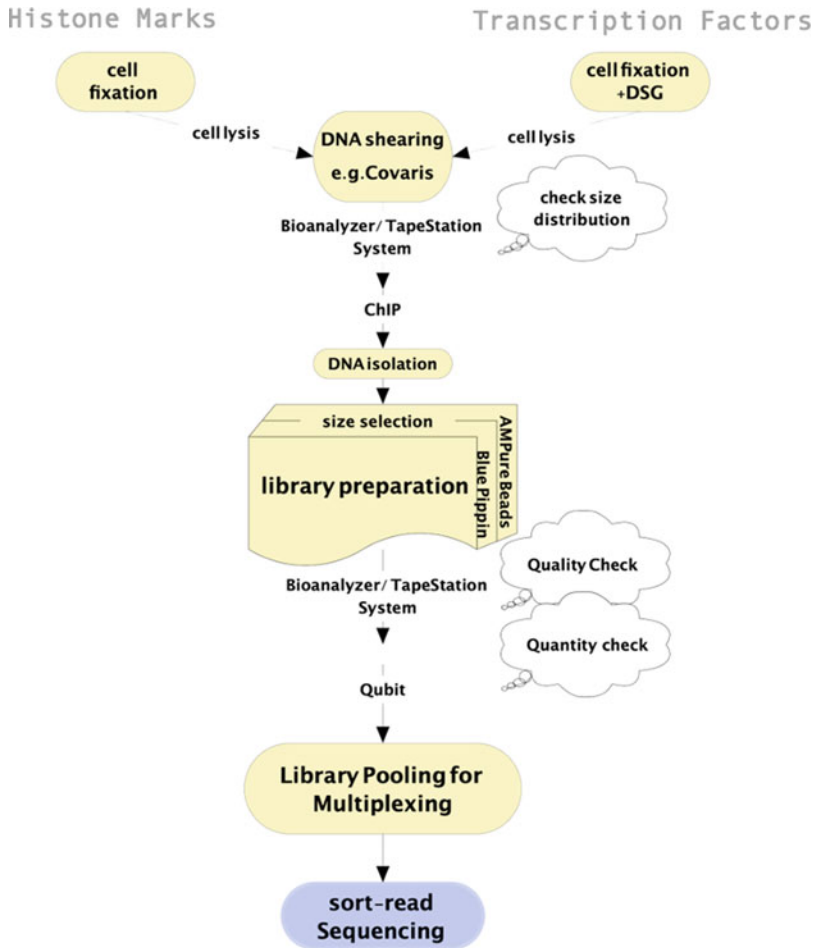 Histone Marks
Transcription Factors
cell
fixation
cell fixation
+DSG
cell lysis
cell lysis
DNA shearing
e.g.Covaris
check size
distribution
Bioanalyzer/ TapeStation
System
ChIP
DNA isolation
size selection
AMPure Beads
Blue Pippin
library preparation
Quality Check
Bioanalyzer/ TapeStation
System
Quantity check
Qubit
Library Pooling for
Multiplexing
sort-read
Sequencing